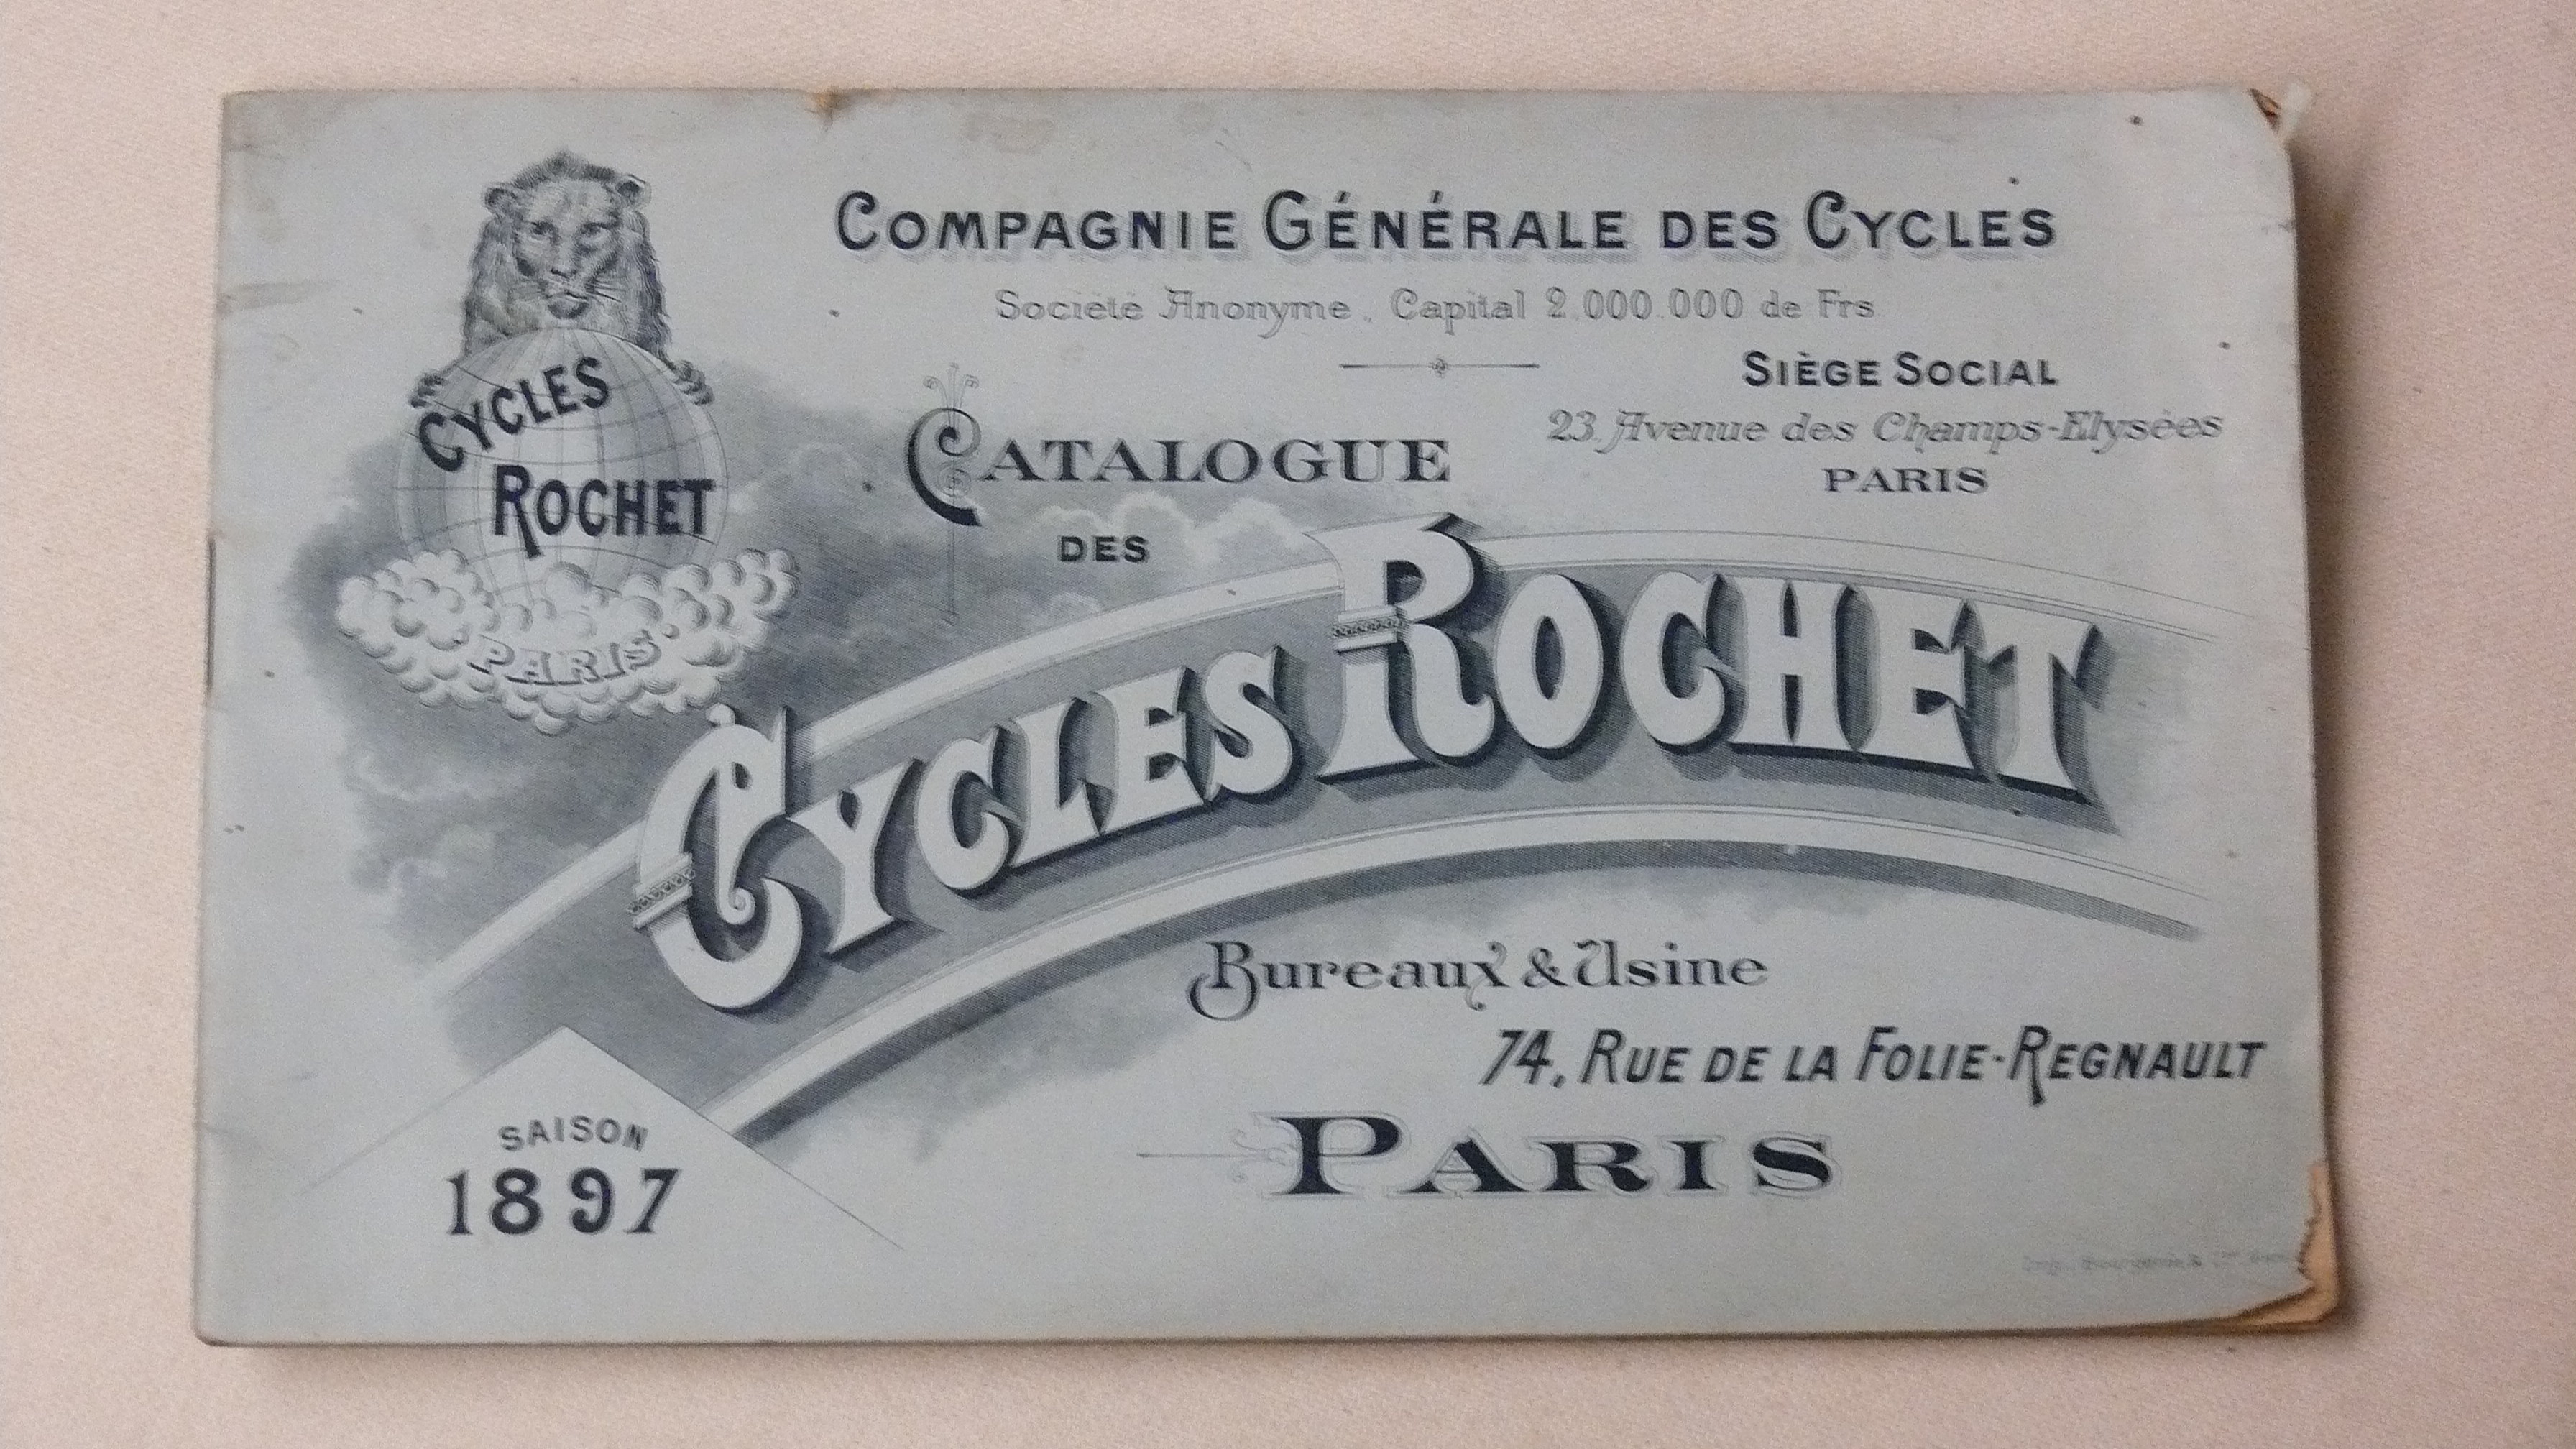 CYCLES
ROCHET
PARIS
COMPAGNIE GÉNÉRALE DES CYCLES
Société Anonyme. Capital 2.000.000 de Frs
SIÈGE SOCIAL
23, Avenue des Champs-Elysées
PARIS
CATALOGUE
DES
CYCLES ROCHET
Bureaux & Usine
74, RUE DE LA FOLIE-REGNAULT
PARIS
SAISON
1897
Imp.